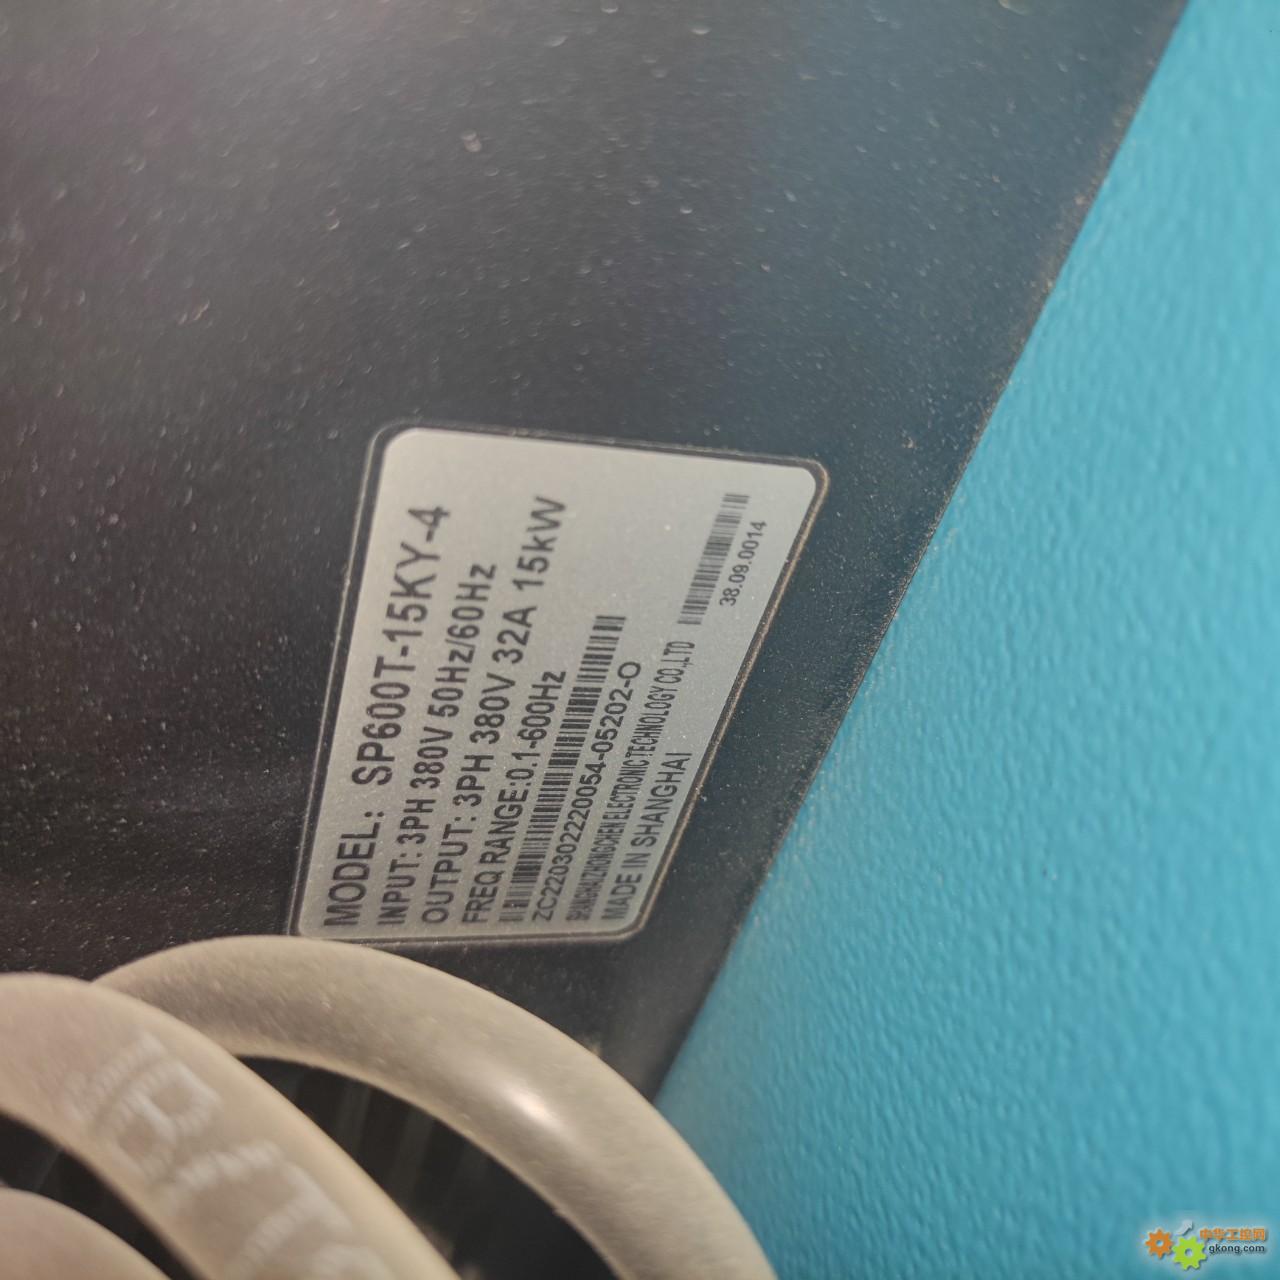 MODEL: SP600T-15KY-4
INPUT: 3PH 380V 50Hz/60Hz
OUTPUT: 3PH 380V 32A 15kW
FREQ RANGE:0.1-600Hz
ZC2203022220054-05202-O
SHANGHAIZHONGCHEN ELECTRONIC TECHNOLOGY CO.,LTD
MADE IN SHANGHAI
38.09.0014
中华工控网
gkong.com